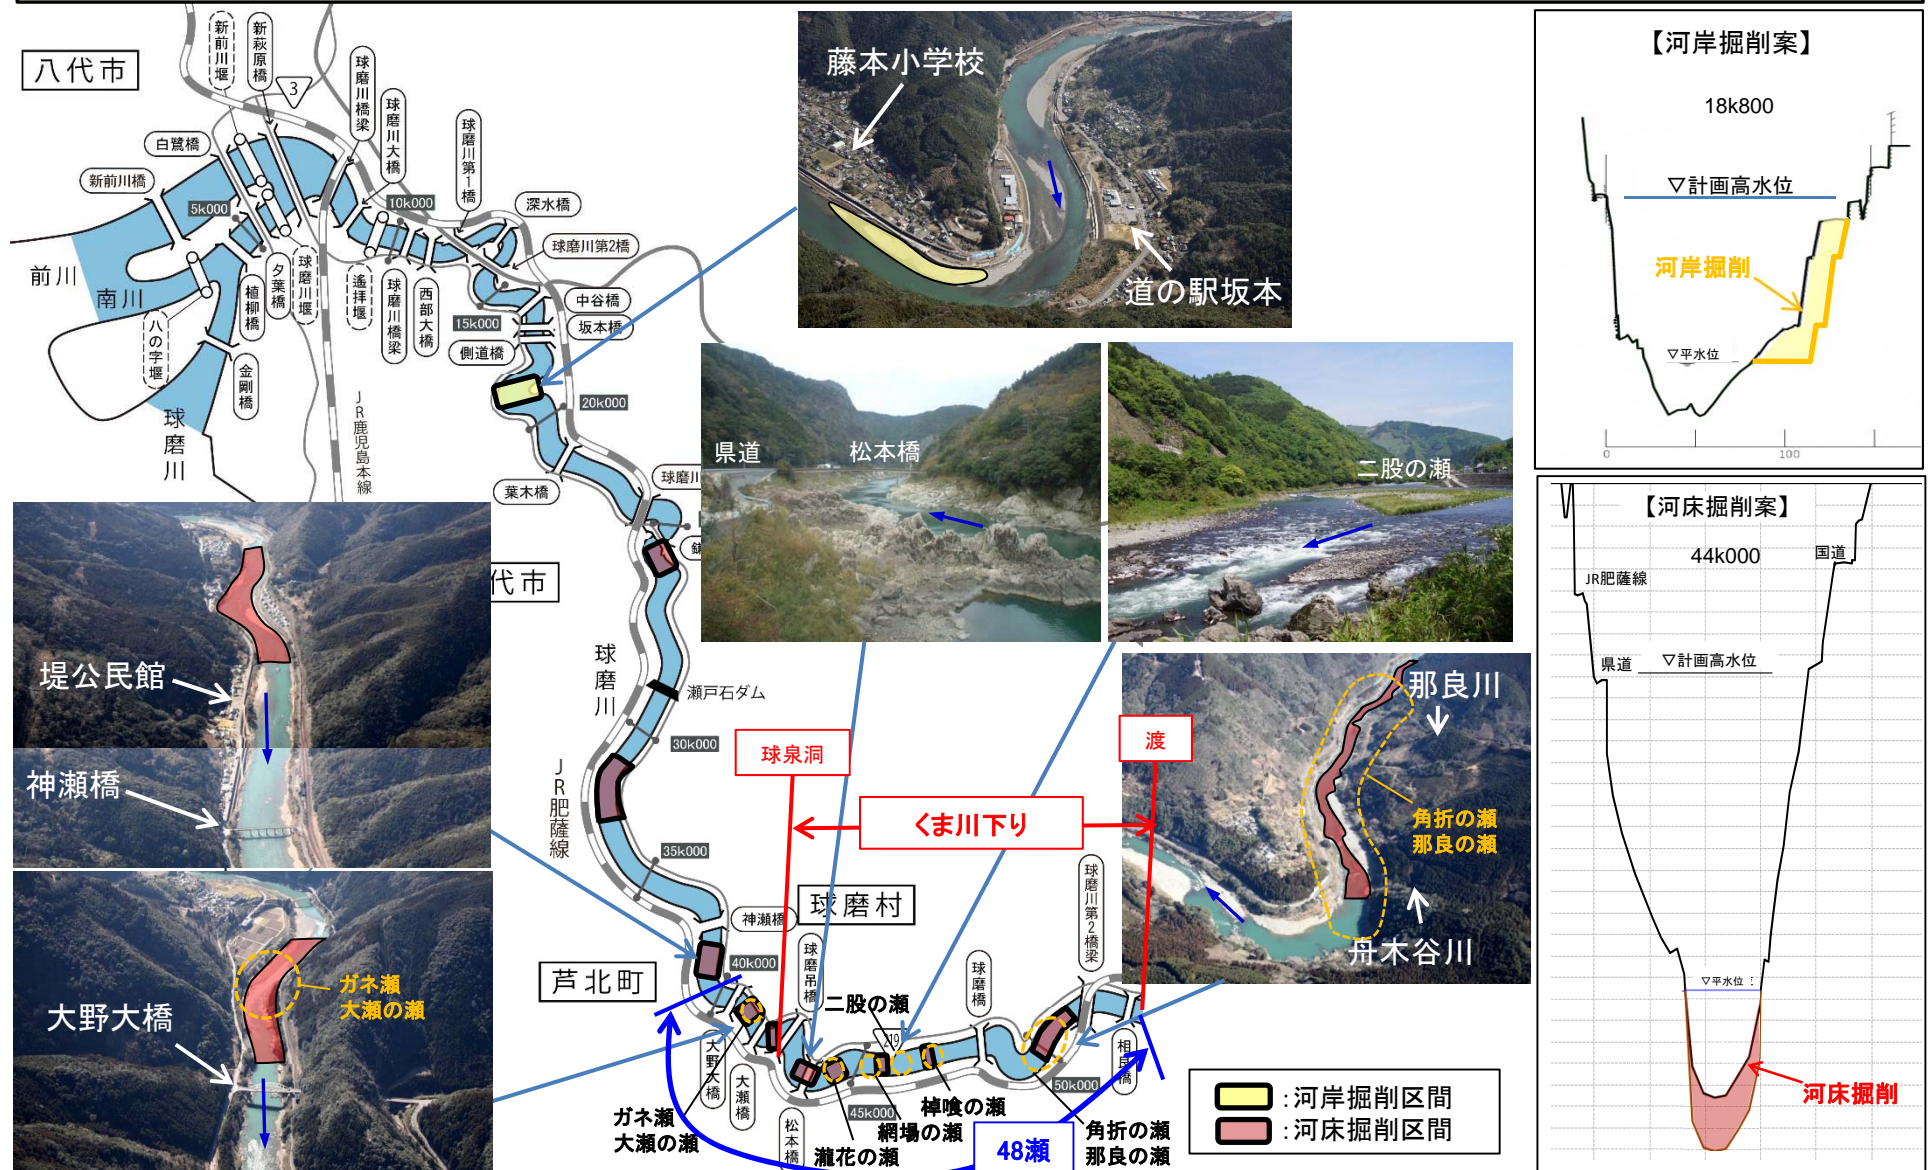 八代市
新前川堰
新萩原橋
3
球磨川橋梁
球磨川大橋
球磨川第1橋
白鷺橋
新前川橋
5k000
10k000
深水橋
球磨川第2橋
前川
南川
八の字堰
植柳橋
夕葉橋
球磨川堰
遙拝堰
球磨川橋梁
西部大橋
15k000
中谷橋
坂本橋
側道橋
金剛橋
球磨川
JR鹿児島本線
20k000
葉木橋
球磨川
代市
球磨川
瀬戸石ダム
30k000
JR肥薩線
35k000
神瀬橋
球磨村
芦北町
40k000
球泉洞
渡
くま川下り
球磨吊橋
二股の瀬
219
球磨橋
球磨川第2橋梁
相良橋
50k000
45k000
大野大橋
大瀬橋
松本橋
ガネ瀬
大瀬の瀬
瀧花の瀬
網場の瀬
棹喰の瀬
角折の瀬
那良の瀬
48瀬
藤本小学校
道の駅坂本
県道
松本橋
二股の瀬
堤公民館
神瀬橋
ガネ瀬
大瀬の瀬
大野大橋
那良川
角折の瀬
那良の瀬
舟木谷川
:河岸掘削区間
:河床掘削区間
【河岸掘削案】
18k800
▽計画高水位
河岸掘削
▽平水位
0
100
【河床掘削案】
44k000
国道
JR肥薩線
県道
▽計画高水位
▽平水位
河床掘削